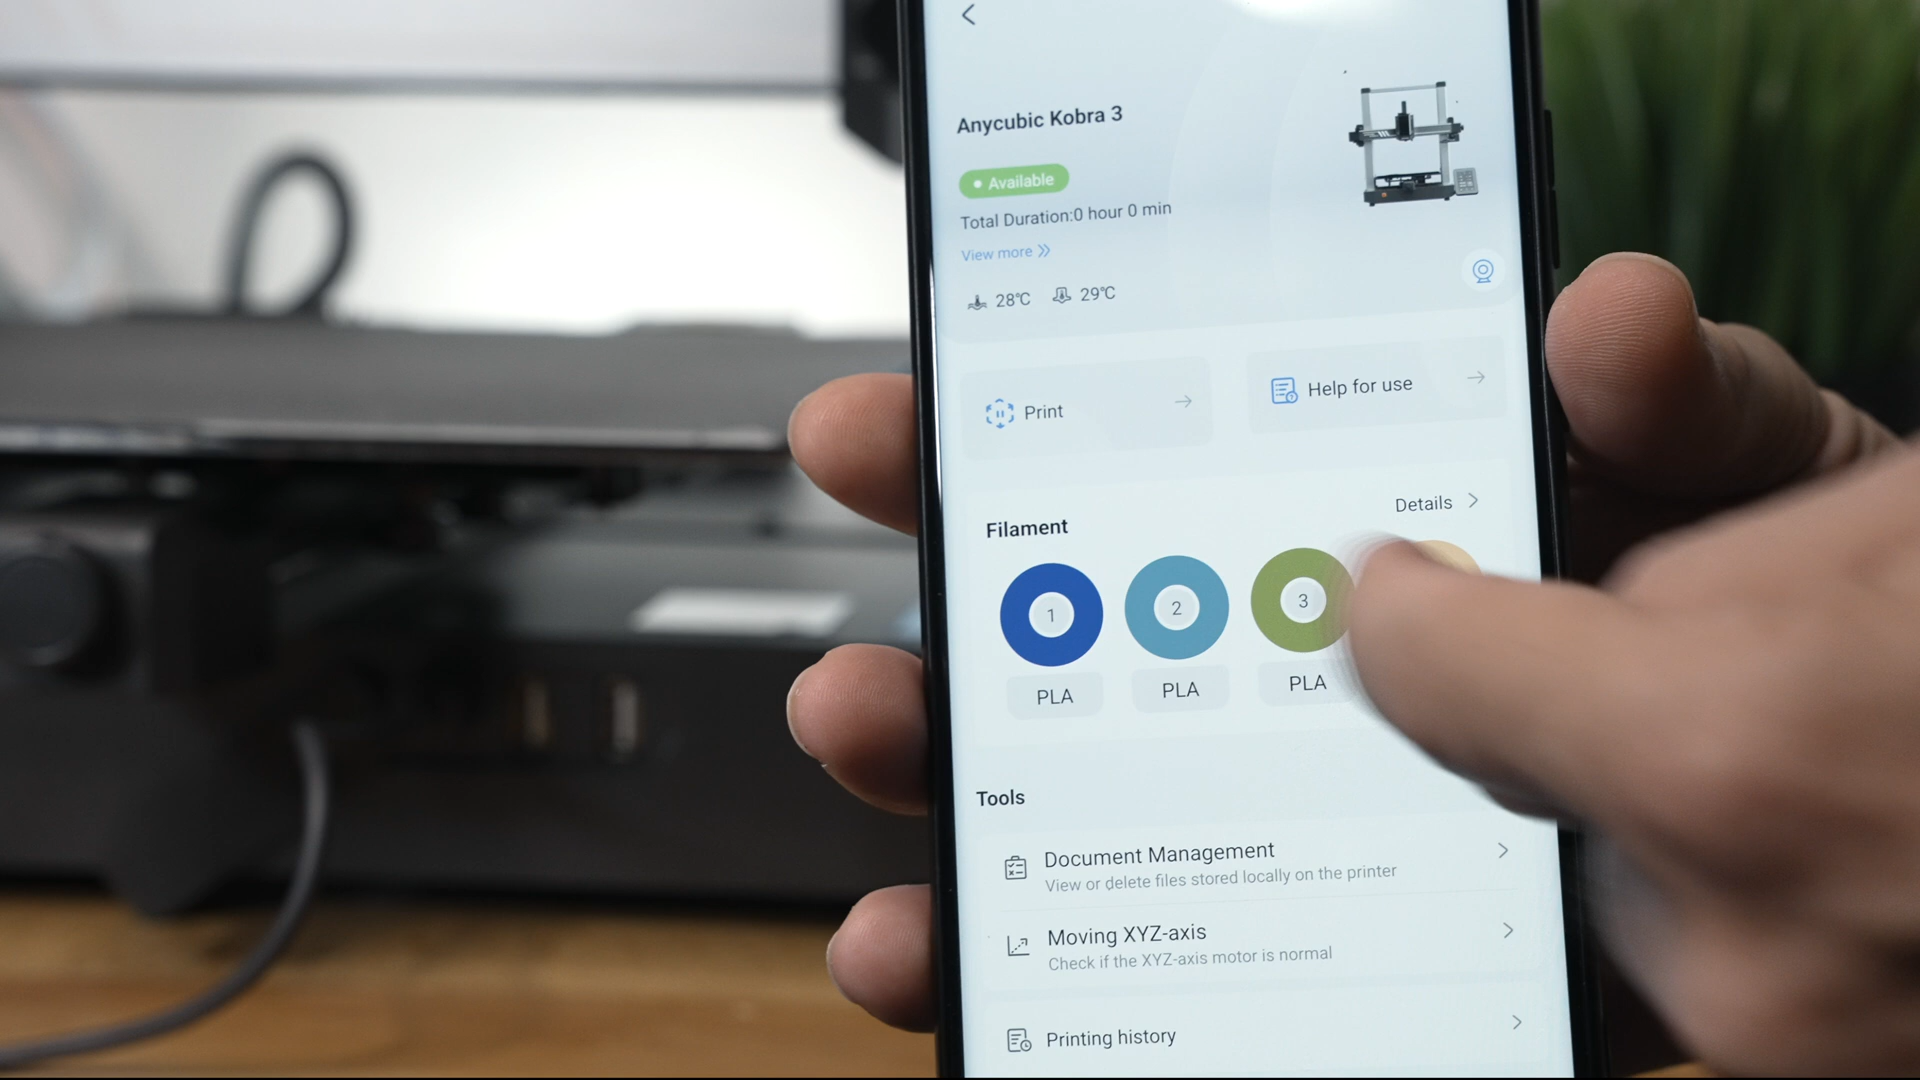 Anycubic Kobra 3
Available
Total Duration:0 hour 0 min
View more
28℃ 29℃
Print
Help for use
Details
Filament
1 2 3
PLA PLA PLA
Tools
Document Management
View or delete files stored locally on the printer
Moving XYZ-axis
Check if the XYZ-axis motor is normal
Printing history